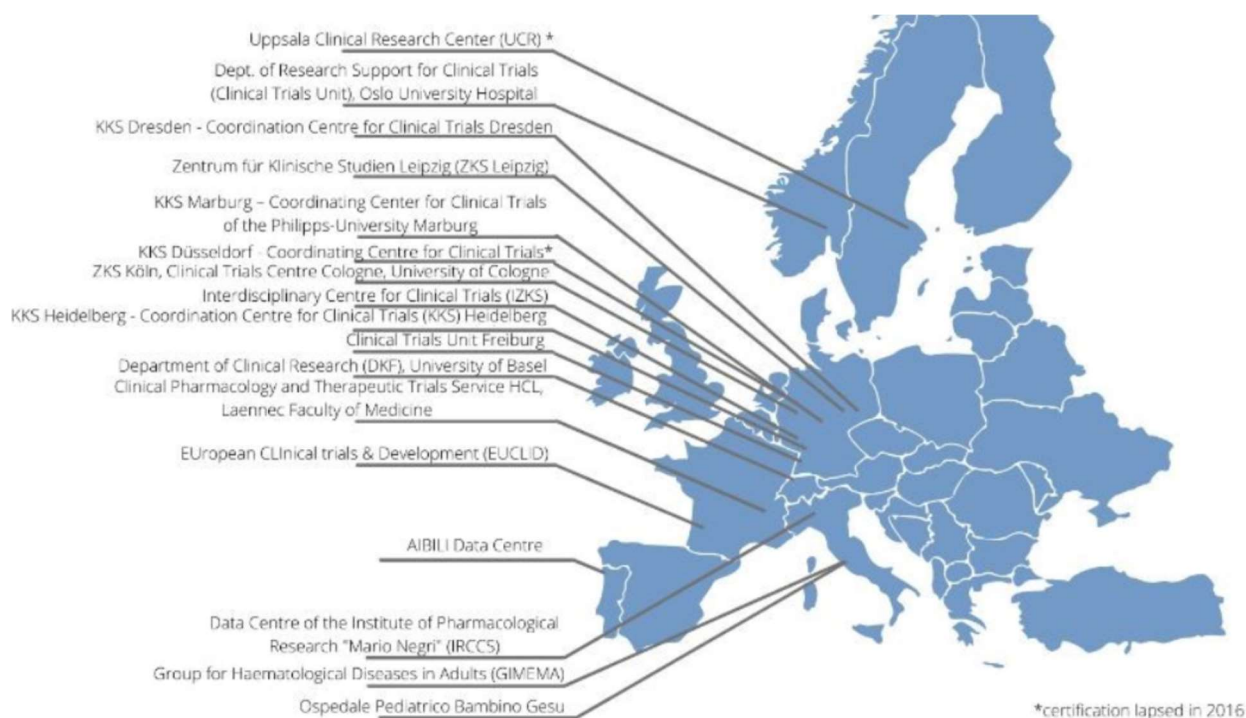 Uppsala Clinical Research Center (UCR) *
Dept. of Research Support for Clinical Trials
(Clinical Trials Unit), Oslo University Hospital
KKS Dresden - Coordination Centre for Clinical Trials Dresden
Zentrum für Klinische Studien Leipzig (ZKS Leipzig)
KKS Marburg – Coordinating Center for Clinical Trials
of the Philipps-University Marburg
KKS Düsseldorf - Coordinating Centre for Clinical Trials*
ZKS Köln, Clinical Trials Centre Cologne, University of Cologne
Interdisciplinary Centre for Clinical Trials (IZKS)
KKS Heidelberg - Coordination Centre for Clinical Trials (KKS) Heidelberg
Clinical Trials Unit Freiburg
Department of Clinical Research (DKF), University of Basel
Clinical Pharmacology and Therapeutic Trials Service HCL,
Laennec Faculty of Medicine
EUropean CLInical trials & Development (EUCLID)
AIBILI Data Centre
Data Centre of the Institute of Pharmacological
Research "Mario Negri" (IRCCS)
Group for Haematological Diseases in Adults (GIMEMA)
Ospedale Pediatrico Bambino Gesu
*certification lapsed in 2016